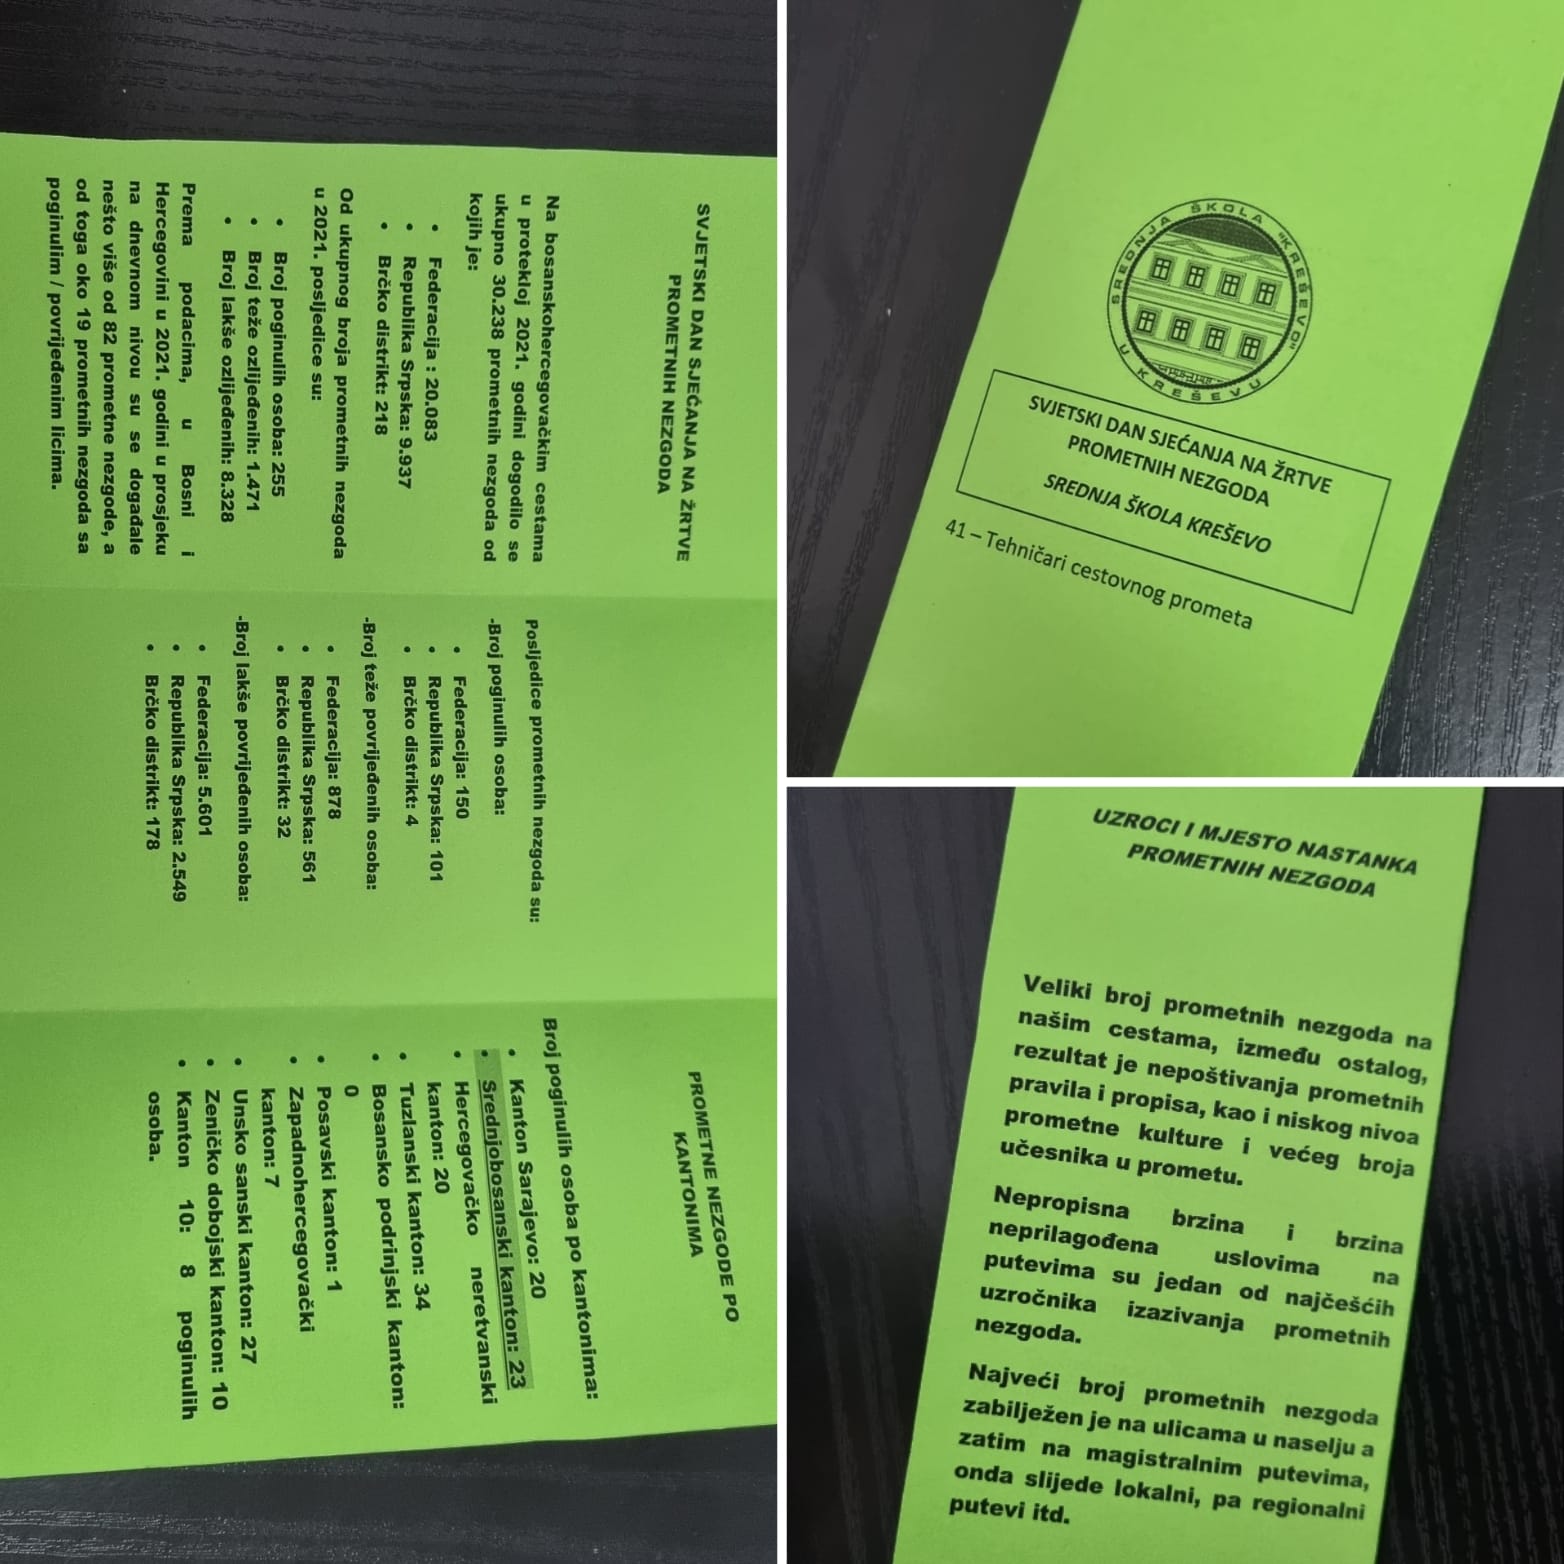 SVJETSKI DAN SJEĆANJA NA ŽRTVE
PROMETNIH NEZGODA
Na bosanskohercegovačkim cestama
u protekloj 2021. godini dogodilo se
ukupno 30.238 prometnih nezgoda od
kojih je:
• Federacija : 20.083
• Republika Srpska: 9.937
• Brčko distrikt: 218
Od ukupnog broja prometnih nezgoda
u 2021. posljedice su:
• Broj poginulih osoba: 255
• Broj teže ozlijeđenih: 1.471
• Broj lakše ozlijeđenih: 8.328
Prema podacima, u Bosni i
Hercegovini u 2021. godini u prosjeku
na dnevnom nivou su se događale
nešto više od 82 prometne nezgode, a
od toga oko 19 prometnih nezgoda sa
poginulim / povrijeđenim licima.
Posljedice prometnih nezgoda su:
-Broj poginulih osoba:
• Federacija: 150
• Republika Srpska: 101
• Brčko distrikt: 4
-Broj teže povrijeđenih osoba:
• Federacija: 878
• Republika Srpska: 561
• Brčko distrikt: 32
-Broj lakše povrijeđenih osoba:
• Federacija: 5.601
• Republika Srpska: 2.549
• Brčko distrikt: 178
PROMETNE NEZGODE PO
KANTONIMA
Broj poginulih osoba po kantonima:
• Kanton Sarajevo: 20
• Srednjobosanski kanton: 23
• Hercegovačko neretvanski
kanton: 20
• Tuzlanski kanton: 34
• Bosansko podrinjski kanton:
0
• Posavski kanton: 1
• Zapadnohercegovački
kanton: 7
• Unsko sanski kanton: 27
• Zeničko dobojski kanton: 10
• Kanton 10: 8 poginulih
osoba.
SREDNJA ŠKOLA "KREŠEVO"
U KREŠEVU
SVJETSKI DAN SJEĆANJA NA ŽRTVE
PROMETNIH NEZGODA
SREDNJA ŠKOLA KREŠEVO
41 – Tehničari cestovnog prometa
UZROCI I MJESTO NASTANKA
PROMETNIH NEZGODA
Veliki broj prometnih nezgoda na
našim cestama, između ostalog,
rezultat je nepoštivanja prometnih
pravila i propisa, kao i niskog nivoa
prometne kulture i većeg broja
učesnika u prometu.
Nepropisna brzina i brzina
neprilagođena uslovima na
putevima su jedan od najčešćih
uzročnika izazivanja prometnih
nezgoda.
Najveći broj prometnih nezgoda
zabilježen je na ulicama u naselju a
zatim na magistralnim putevima,
onda slijede lokalni, pa regionalni
putevi itd.